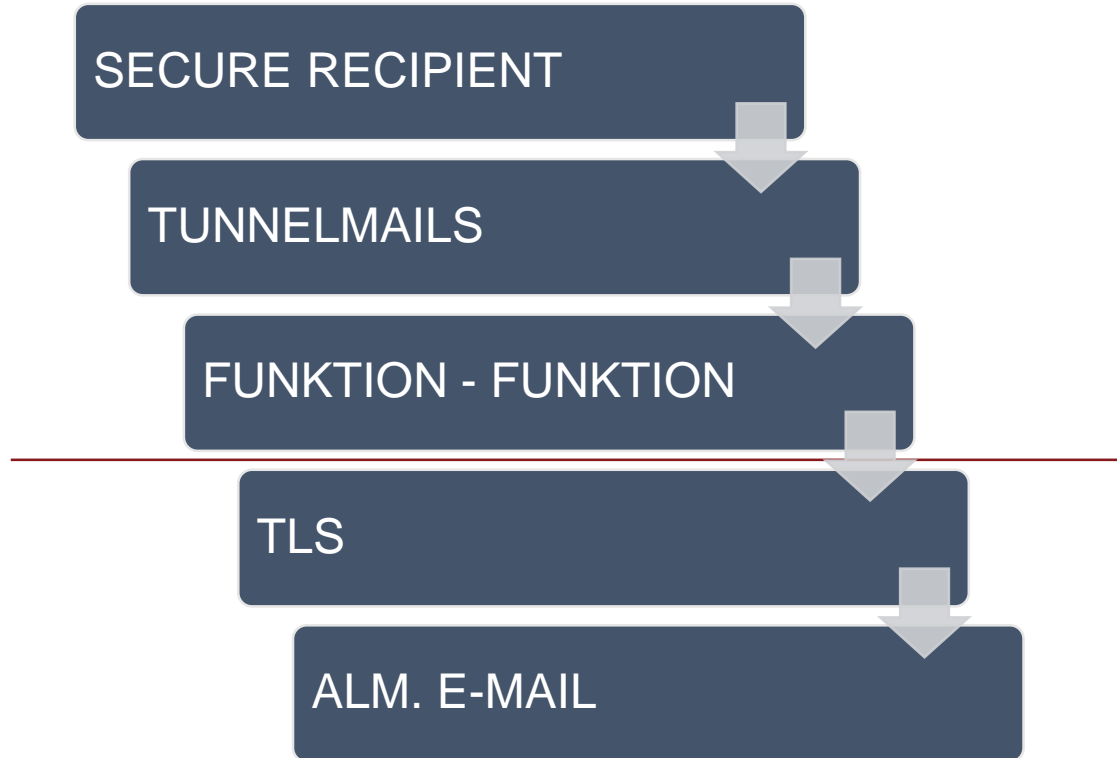 SECURE RECIPIENT
TUNNELMAILS
FUNKTION - FUNKTION
TLS
ALM. E-MAIL